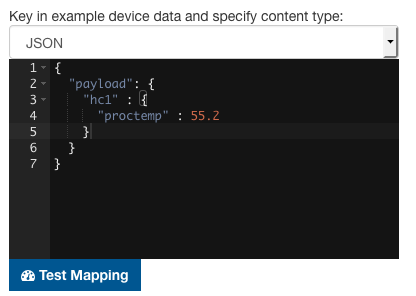 Key in example device data and specify content type:
JSON
1 {
2 "payload": {
3 "hc1" : {
4 "proctemp" : 55.2
5 }
6 }
7 }
Test Mapping